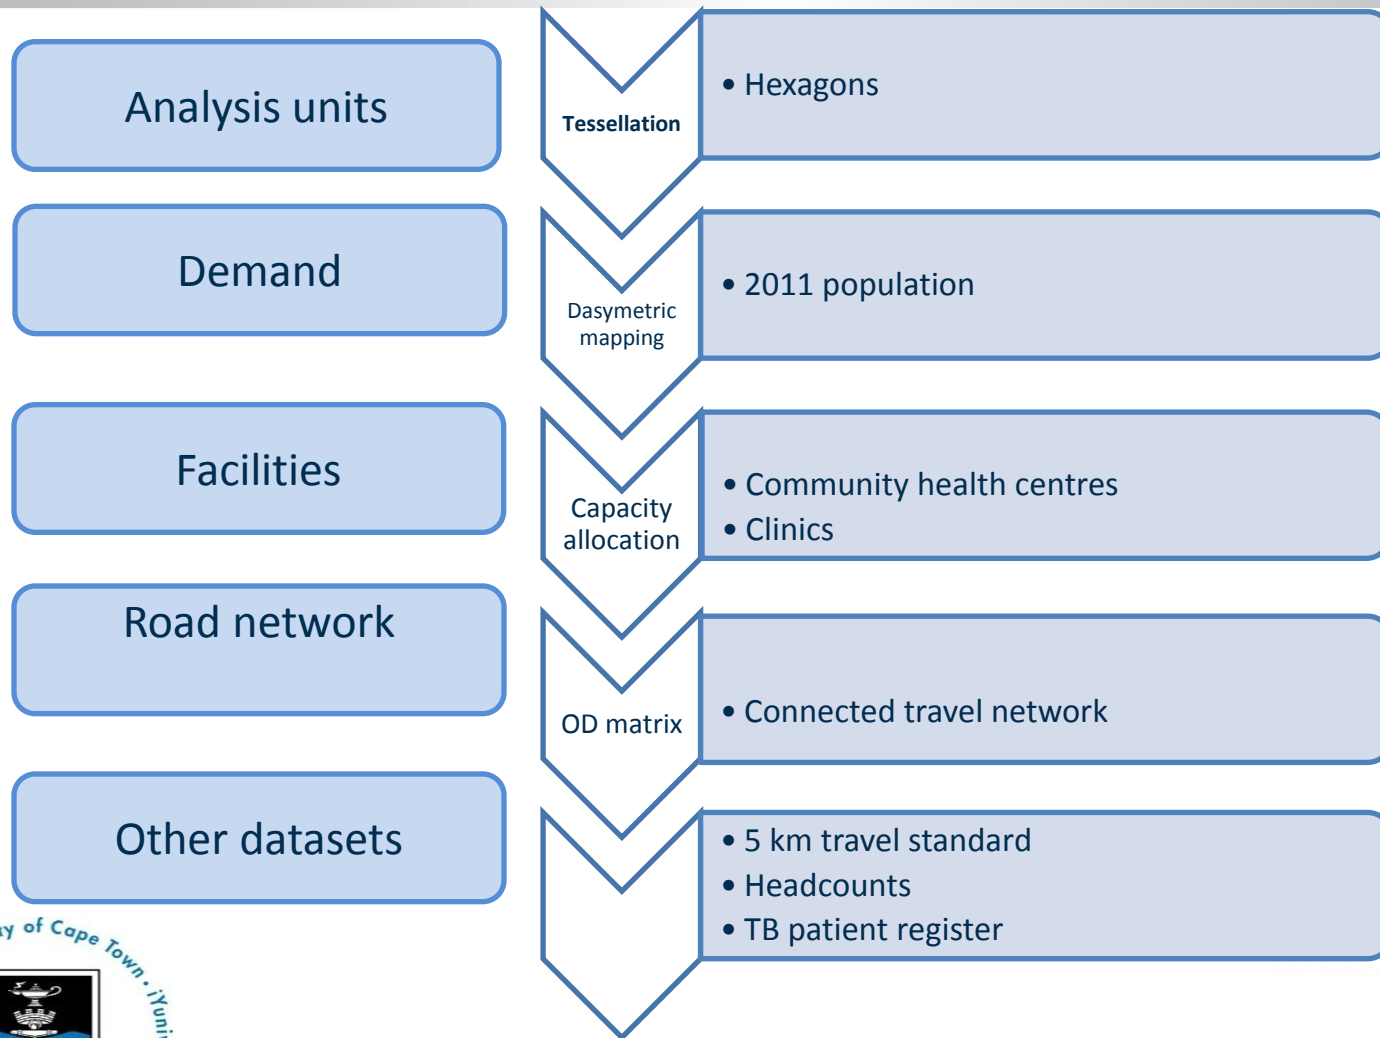 Analysis units
Tessellation
• Hexagons
Demand
Dasymetric
mapping
• 2011 population
Facilities
Capacity
allocation
• Community health centres
• Clinics
Road network
OD matrix
• Connected travel network
Other datasets
• 5 km travel standard
• Headcounts
• TB patient register
of Cape Town •